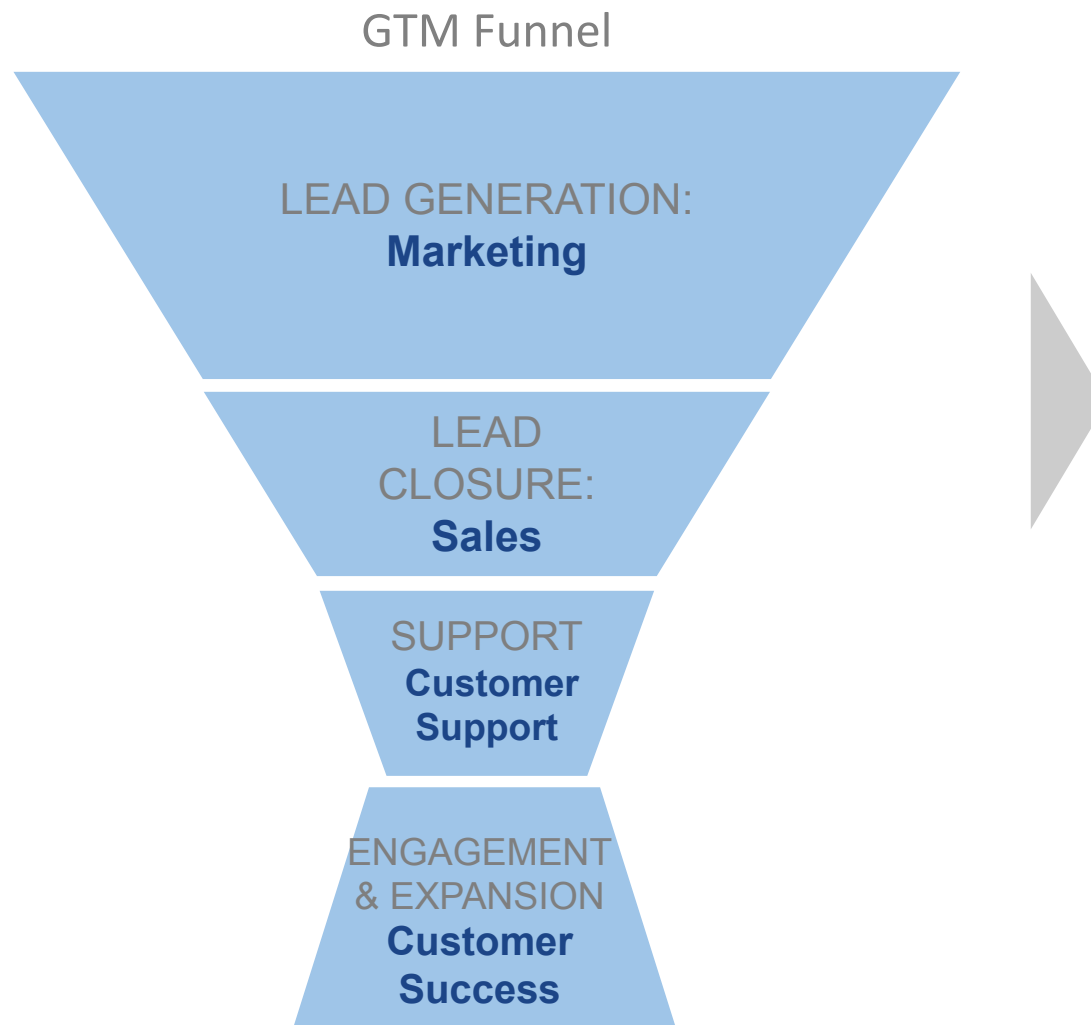 GTM Funnel
LEAD GENERATION:
Marketing
LEAD
CLOSURE:
Sales
SUPPORT
Customer
Support
ENGAGEMENT
& EXPANSION
Customer
Success